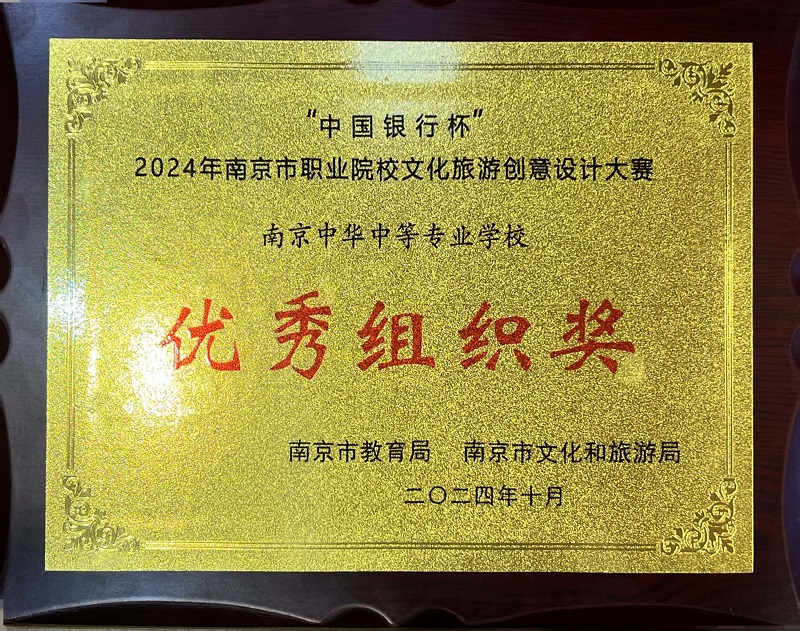 “中国银行杯”
2024年南京市职业院校文化旅游创意设计大赛
南京中华中等专业学校
优秀组织奖
南京市教育局 南京市文化和旅游局
二〇二四年十月